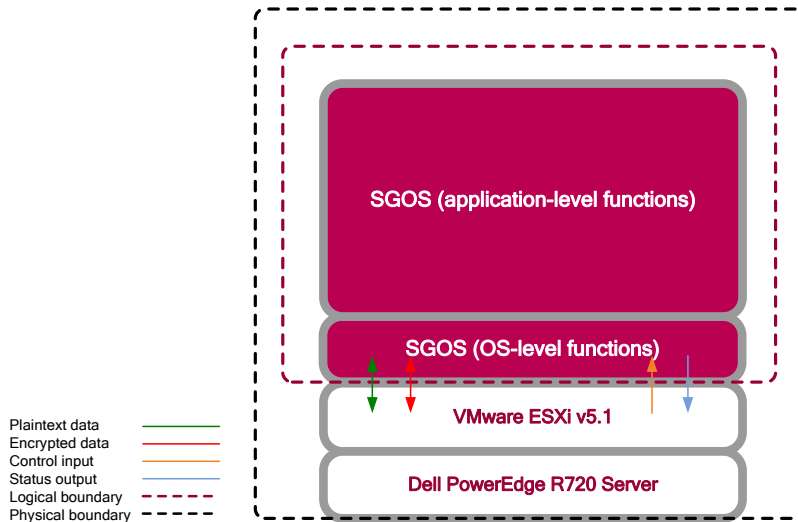 SGOS (application-level functions)
SGOS (OS-level functions)
VMware ESXi v5.1
Dell PowerEdge R720 Server
Plaintext data
Encrypted data
Control input
Status output
Logical boundary
Physical boundary